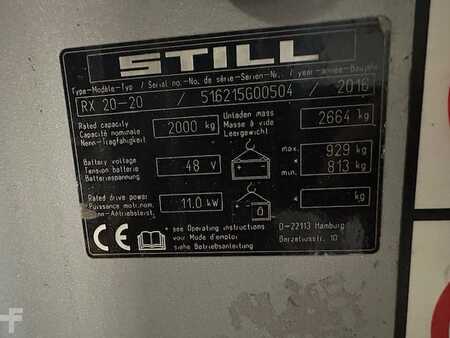 STILL
Type-Modèle-Typ / Serial no.-No. de série-Serien-Nr. / year-année-Baujahr
RX 20-20 / 516215G00504 / 2016
Rated capacity
Capacité nominale
Nenn-Tragfähigkeit
2000 kg
Unladen mass
Masse à vide
Leergewicht
2664 kg
Battery voltage
Tension batterie
Batteriespannung
48 V
max. 929 kg
min. 813 kg
Rated drive power
Puissance motr.nom.
Nenn-Antriebsleist.
11.0 kW
* kg
CE
* see Operating instructions
voir Mode d'emploi
siehe Betriebsanleitung
D-22113 Hamburg
Berzeliusstr. 10
F